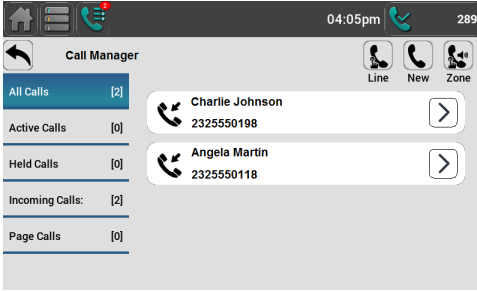 2
04:05pm 289
Call Manager
Line New Zone
All Calls [2]
Active Calls [0]
Held Calls [0]
Incoming Calls: [2]
Page Calls [0]
Charlie Johnson
2325550198
Angela Martin
2325550118